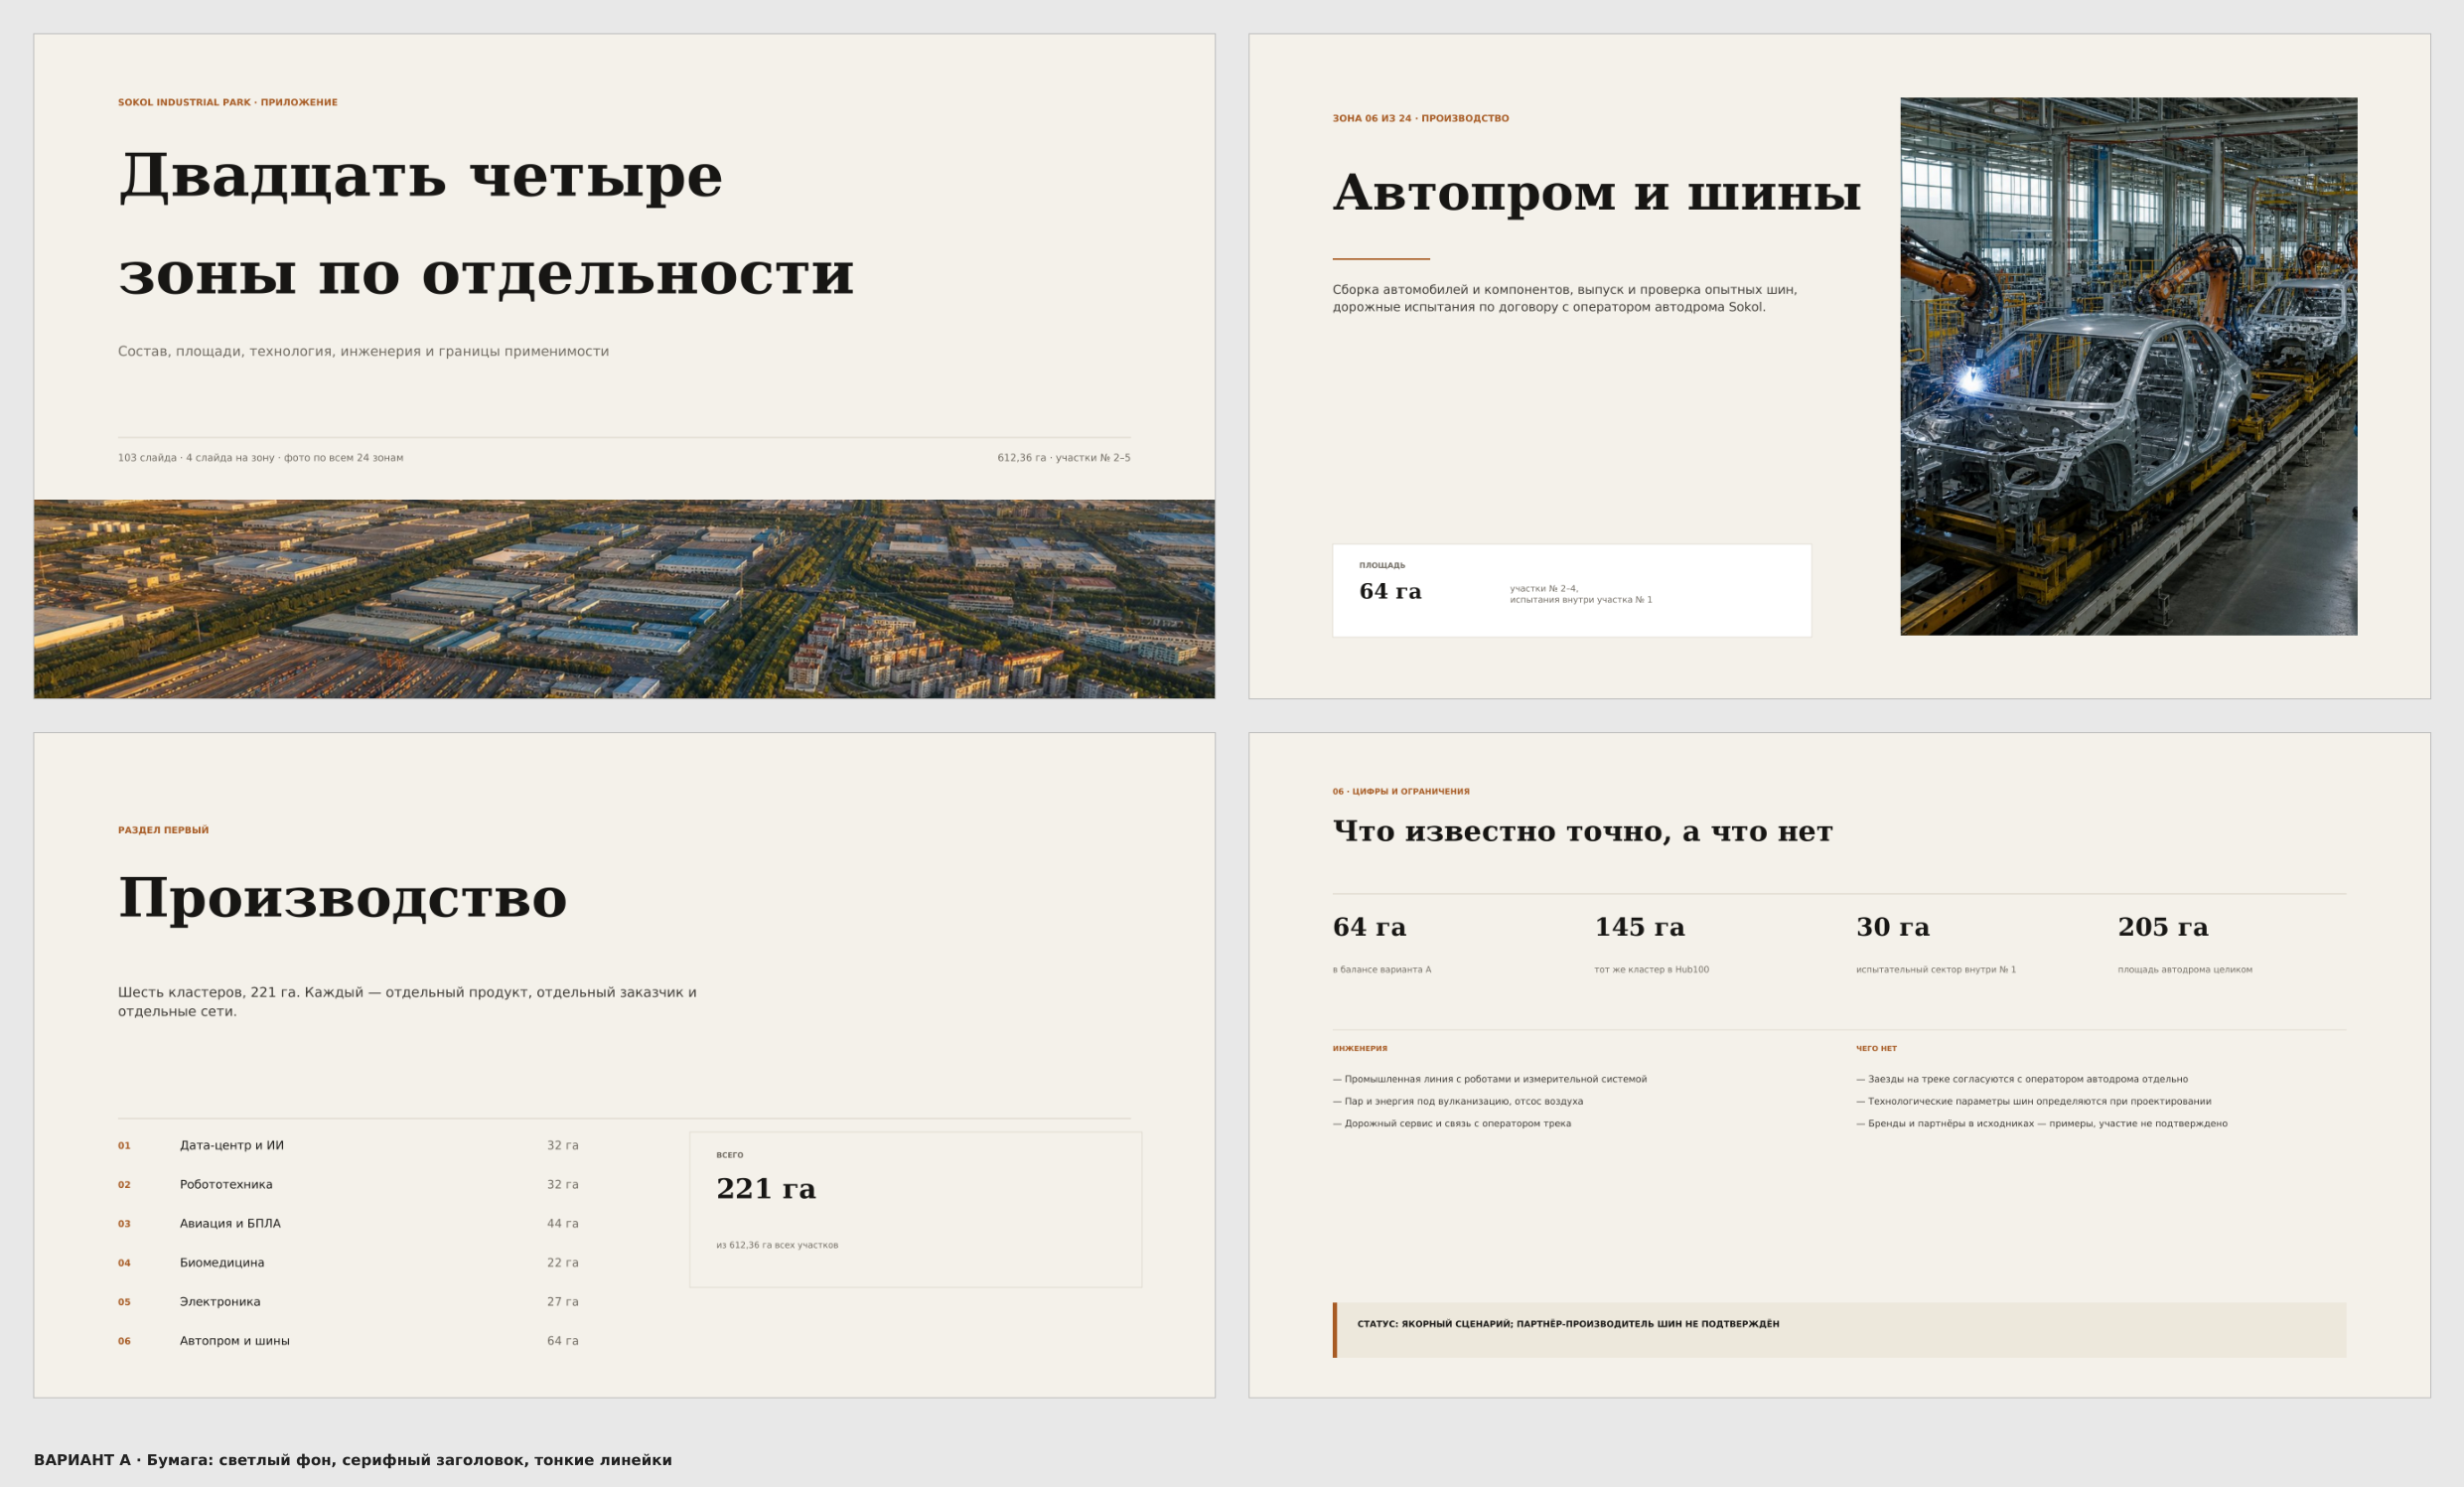 SOKOL INDUSTRIAL PARK · ПРИЛОЖЕНИЕ
Двадцать четыре
зоны по отдельности
Состав, площади, технология, инженерия и границы применимости
103 слайда · 4 слайда на зону · фото по всем 24 зонам
612,36 га · участки № 2–5
ЗОНА 06 ИЗ 24 · ПРОИЗВОДСТВО
Автопром и шины
Сборка автомобилей и компонентов, выпуск и проверка опытных шин,
дорожные испытания по договору с оператором автодрома Sokol.
ПЛОЩАДЬ
64 га
участки № 2–4,
испытания внутри участка № 1
РАЗДЕЛ ПЕРВЫЙ
Производство
Шесть кластеров, 221 га. Каждый — отдельный продукт, отдельный заказчик и
отдельные сети.
01 Дата-центр и ИИ 32 га
02 Робототехника 32 га
03 Авиация и БПЛА 44 га
04 Биомедицина 22 га
05 Электроника 27 га
06 Автопром и шины 64 га
ВСЕГО
221 га
из 612,36 га всех участков
06 · ЦИФРЫ И ОГРАНИЧЕНИЯ
Что известно точно, а что нет
64 га
в балансе варианта А
145 га
тот же кластер в Hub100
30 га
испытательный сектор внутри № 1
205 га
площадь автодрома целиком
ИНЖЕНЕРИЯ
— Промышленная линия с роботами и измерительной системой
— Пар и энергия под вулканизацию, отсос воздуха
— Дорожный сервис и связь с оператором трека
ЧЕГО НЕТ
— Заезды на треке согласуются с оператором автодрома отдельно
— Технологические параметры шин определяются при проектировании
— Бренды и партнёры в исходниках — примеры, участие не подтверждено
СТАТУС: ЯКОРНЫЙ СЦЕНАРИЙ; ПАРТНЁР-ПРОИЗВОДИТЕЛЬ ШИН НЕ ПОДТВЕРЖДЁН
ВАРИАНТ А · Бумага: светлый фон, серифный заголовок, тонкие линейки